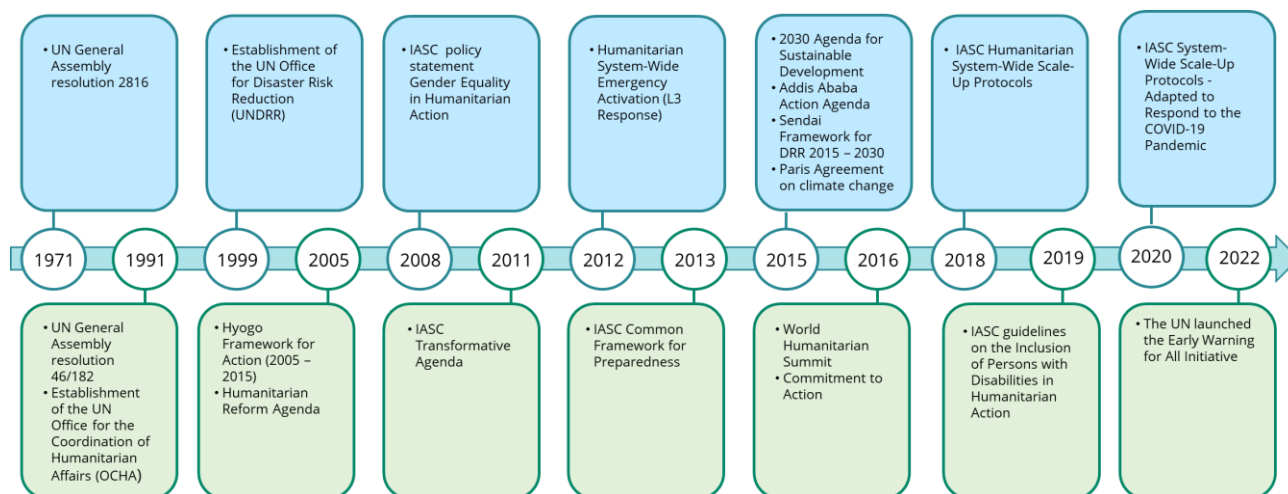 • UN General
Assembly
resolution 2816
• Establishment of
the UN Office
for Disaster Risk
Reduction
(UNDRR)
• IASC policy
statement
Gender Equality
in Humanitarian
Action
• Humanitarian
System-Wide
Emergency
Activation (L3
Response)
• 2030 Agenda for
Sustainable
Development
• Addis Ababa
Action Agenda
• Sendai
Framework for
DRR 2015 – 2030
• Paris Agreement
on climate change
• IASC Humanitarian
System-Wide Scale-
Up Protocols
• IASC System-
Wide Scale-Up
Protocols -
Adapted to
Respond to the
COVID-19
Pandemic
1971
1991
1999
2005
2008
2011
2012
2013
2015
2016
2018
2019
2020
2022
• UN General
Assembly
resolution
46/182
• Establishment
of the UN
Office for the
Coordination of
Humanitarian
Affairs (OCHA)
• Hyogo
Framework for
Action (2005 –
2015)
• Humanitarian
Reform Agenda
• IASC
Transformative
Agenda
• IASC Common
Framework for
Preparedness
• World
Humanitarian
Summit
• Commitment to
Action
• IASC guidelines
on the Inclusion
of Persons with
Disabilities in
Humanitarian
Action
• The UN launched
the Early Warning
for All Initiative